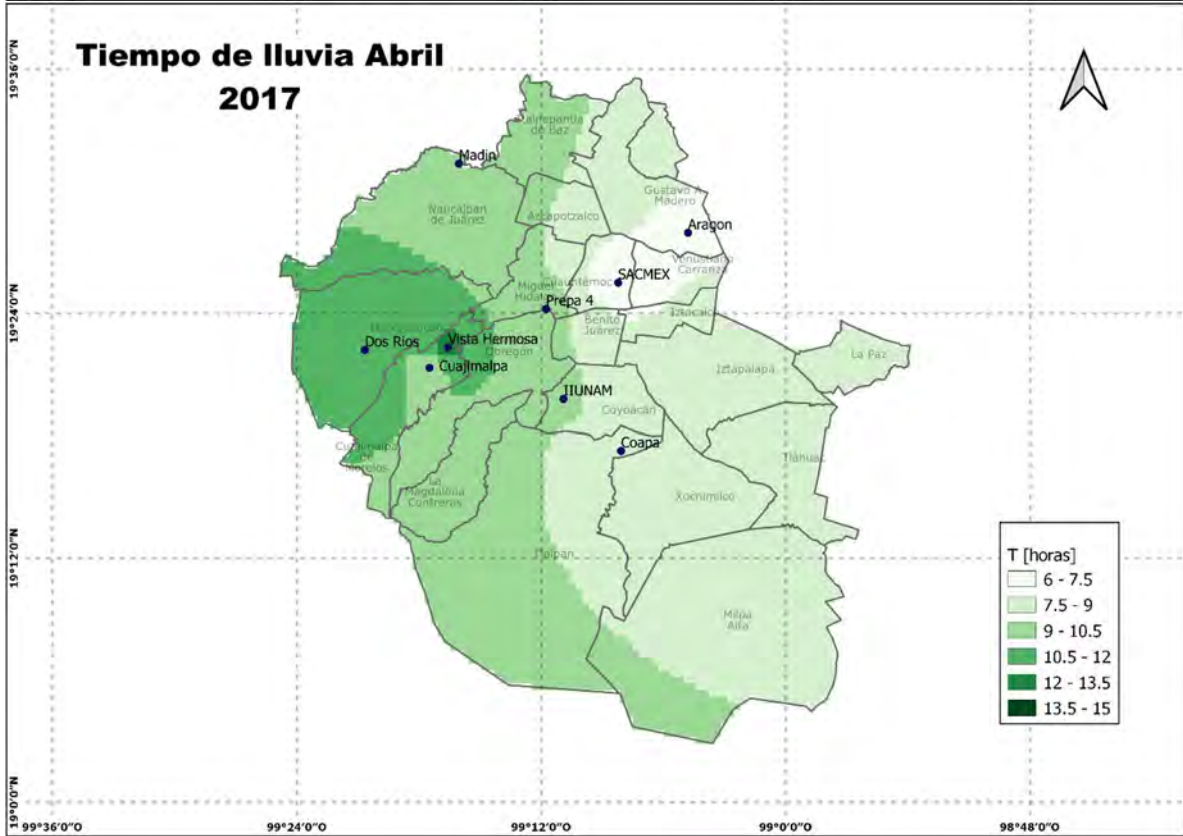 Tiempo de lluvia Abril
2017
19°36'0"N
19°24'0"N
19°12'0"N
19°0'0"N
99°36'0"O
99°24'0"O
99°12'0"O
99°0'0"O
98°48'0"O
de Baz
Madin
Naucalpan
de Juárez
Azcapotzalco
Gustavo A.
Madero
Aragon
Venustiano
Carranza
SACMEX
Miguel
Prepa 4
Benito
Juárez
Iztacalco
Vista Hermosa
Obregón
Dos Rios
Cuajimalpa
Iztapalapa
La Paz
IIUNAM
Coyoacán
Coapa
Cuajimalpa
de
Morelos
La
Magdalena
Contreras
Tláhuac
Xochimilco
Tlalpan
Milpa
Alta
T [horas]
6 - 7.5
7.5 - 9
9 - 10.5
10.5 - 12
12 - 13.5
13.5 - 15